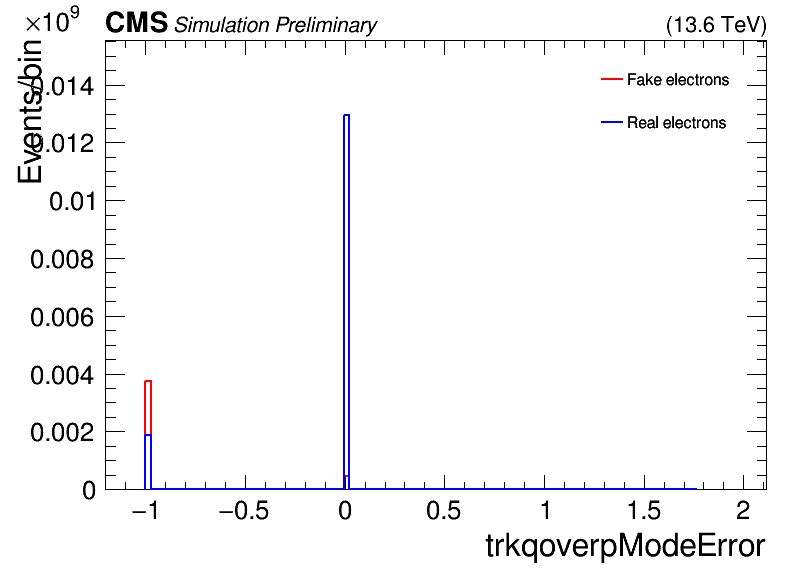 ×10⁹
CMS Simulation Preliminary (13.6 TeV)
Events/bin
0.014
0.012
0.01
0.008
0.006
0.004
0.002
0
Fake electrons
Real electrons
−1 −0.5 0 0.5 1 1.5 2
trkqoverpModeError